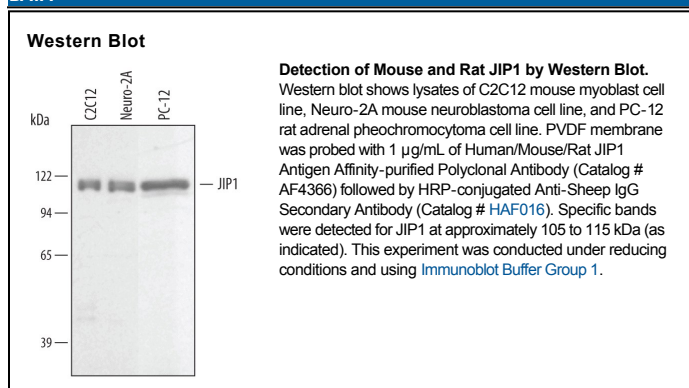 Western Blot
C2C12
Neuro-2A
PC-12
kDa
122
JIP1
94
65
39
Detection of Mouse and Rat JIP1 by Western Blot.
Western blot shows lysates of C2C12 mouse myoblast cell
line, Neuro-2A mouse neuroblastoma cell line, and PC-12
rat adrenal pheochromocytoma cell line. PVDF membrane
was probed with 1 µg/mL of Human/Mouse/Rat JIP1
Antigen Affinity-purified Polyclonal Antibody (Catalog #
AF4366) followed by HRP-conjugated Anti-Sheep IgG
Secondary Antibody (Catalog # HAF016). Specific bands
were detected for JIP1 at approximately 105 to 115 kDa (as
indicated). This experiment was conducted under reducing
conditions and using Immunoblot Buffer Group 1.